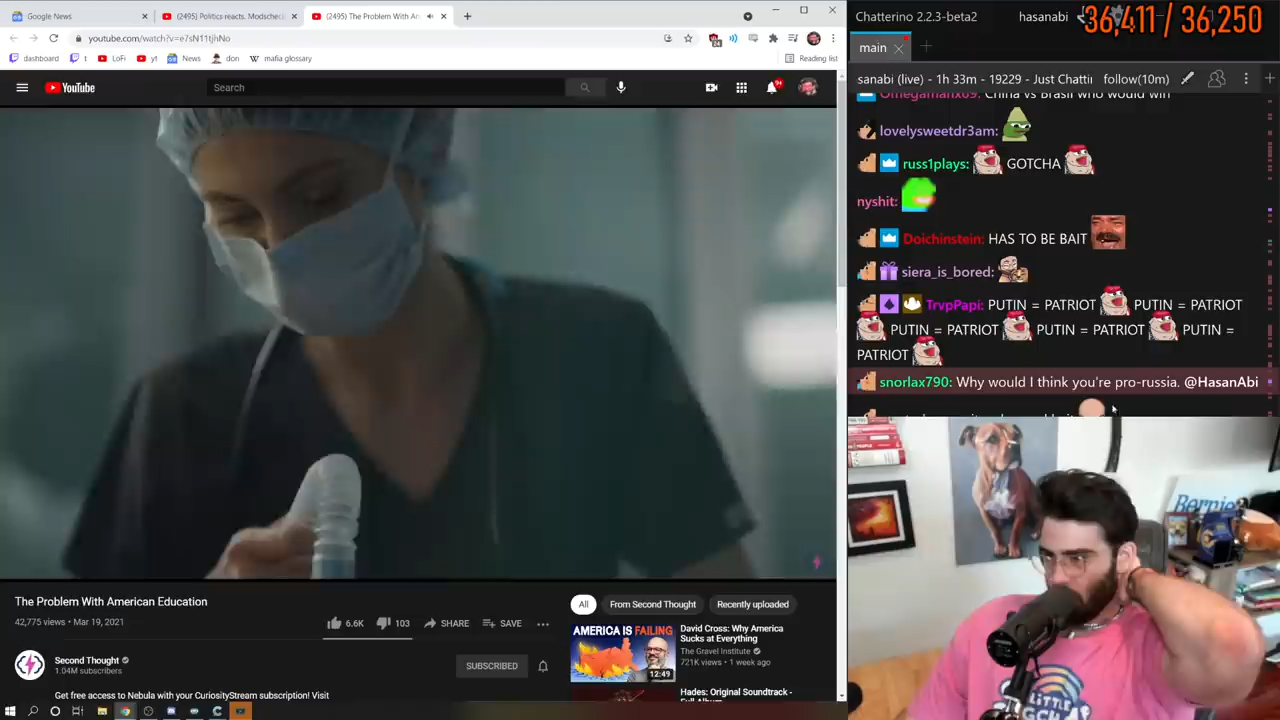 Google News
(2495) Politics reacts. Modschec
(2495) The Problem With An
youtube.com/watch?v=e7sN11tjhNo
24
dashboard
t
LoFi
yt
News
don
mafia glossary
Reading list
YouTube
Search
9+
The Problem With American Education
42,775 views • Mar 19, 2021
6.6K
103
SHARE
SAVE
Second Thought
1.04M subscribers
SUBSCRIBED
Get free access to Nebula with your CuriosityStream subscription! Visit
All
From Second Thought
Recently uploaded
AMERICA IS FAILING
12:49
David Cross: Why America
Sucks at Everything
The Gravel Institute
721K views • 1 week ago
Hades: Original Soundtrack -
Full Album
Chatterino 2.2.3-beta2
hasanabi
36,411 / 36,250
main
sanabi (live) - 1h 33m - 19229 - Just Chatti
follow(10m)
Omegamanx69: China vs Brasil who would win
lovelysweetdr3am:
russ1plays: GOTCHA
nyshit:
Doichinstein: HAS TO BE BAIT
siera_is_bored:
TrvpPapi: PUTIN = PATRIOT PUTIN = PATRIOT
PUTIN = PATRIOT PUTIN = PATRIOT PUTIN =
PATRIOT
snorlax790: Why would I think you're pro-russia. @HasanAbi
Bernie